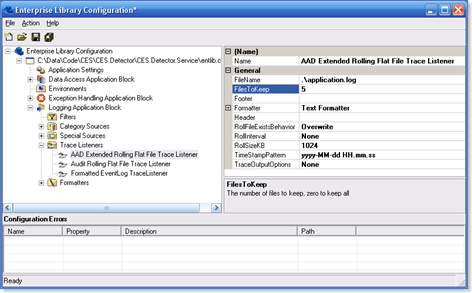 Enterprise Library Configuration*
File Action Help
Enterprise Library Configuration
C:\Data\Code\CES\CES.Detector\CES.Detector.Service\entlib.c
Application Settings
Data Access Application Block
Environments
Exception Handling Application Block
Logging Application Block
Filters
Category Sources
Special Sources
Trace Listeners
AAD Extended Rolling Flat File Trace Listener
Audit Rolling Flat File Trace Listener
Formatted EventLog TraceListener
Formatters
(Name)
Name AAD Extended Rolling Flat File Trace Listener
General
FileName .\application.log
FilesToKeep 5
Footer
Formatter Text Formatter
Header
RollFileExistsBehavior Overwrite
RollInterval None
RollSizeKB 1024
TimeStampPattern yyyy-MM-dd HH.mm.ss
TraceOutputOptions None
FilesToKeep
The number of files to keep, zero to keep all
Configuration Errors
Name Property Description Path
Ready